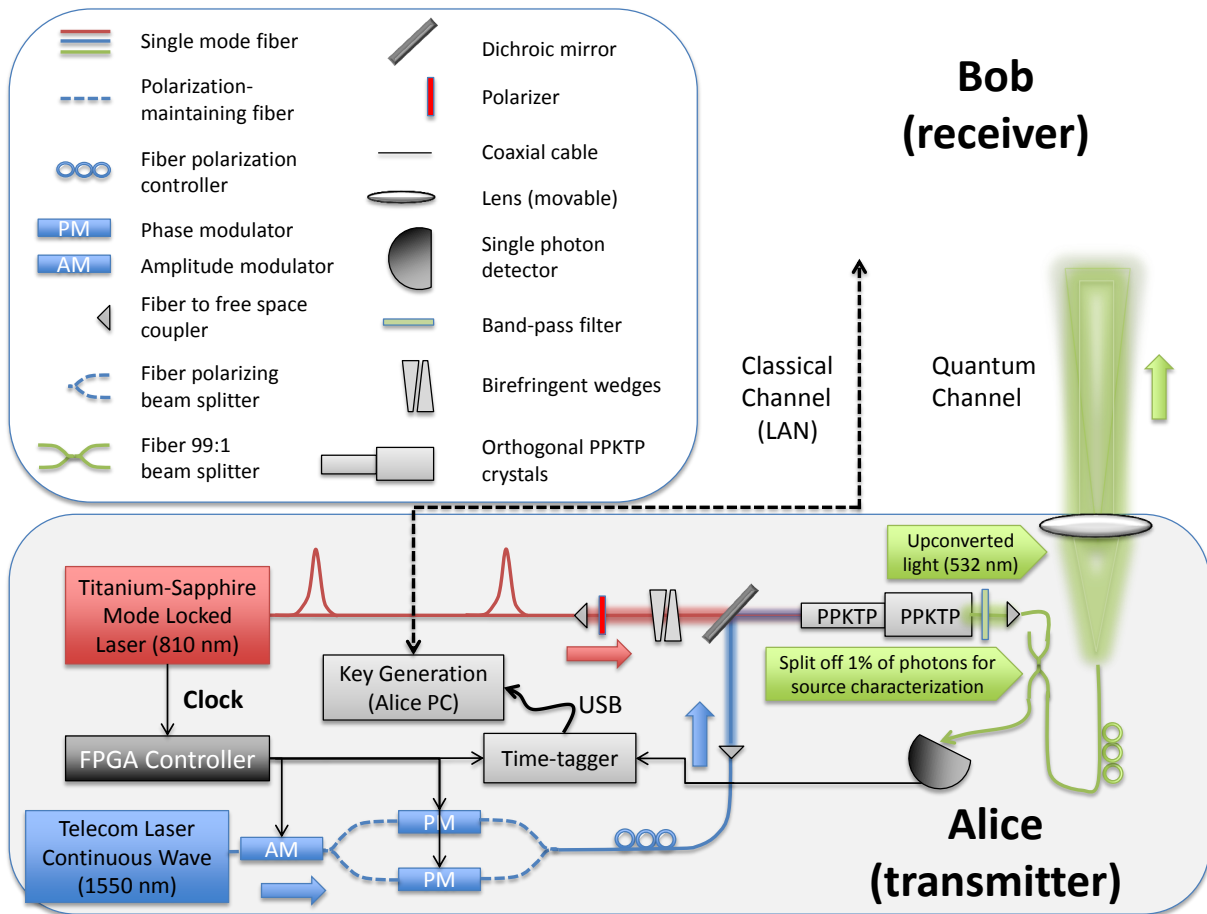 Single mode fiber
Polarization-
maintaining fiber
Fiber polarization
controller
PM
Phase modulator
AM
Amplitude modulator
Fiber to free space
coupler
Fiber polarizing
beam splitter
Fiber 99:1
beam splitter
Dichroic mirror
Polarizer
Coaxial cable
Lens (movable)
Single photon
detector
Band-pass filter
Birefringent wedges
Orthogonal PPKTP
crystals
Bob
(receiver)
Classical
Channel
(LAN)
Quantum
Channel
Upconverted
light (532 nm)
Titanium-Sapphire
Mode Locked
Laser (810 nm)
PPKTP
PPKTP
Key Generation
(Alice PC)
Split off 1% of photons for
source characterization
Clock
USB
FPGA Controller
Time-tagger
Telecom Laser
Continuous Wave
(1550 nm)
AM
PM
PM
Alice
(transmitter)